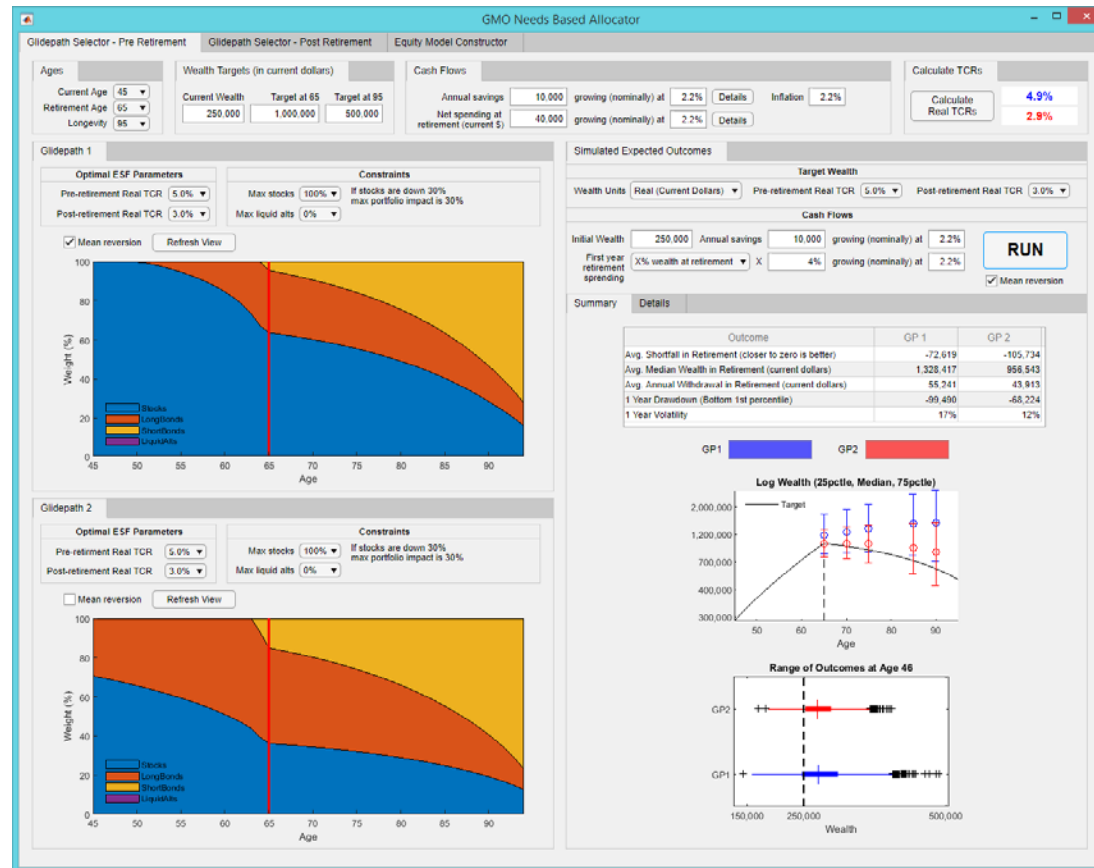 GMO Needs Based Allocator
Glidepath Selector - Pre Retirement Glidepath Selector - Post Retirement Equity Model Constructor
Ages
Current Age 45
Retirement Age 65
Longevity 95
Wealth Targets (in current dollars)
Current Wealth Target at 65 Target at 95
250,000 1,000,000 500,000
Cash Flows
Annual savings 10,000 growing (nominally) at 2.2% Details Inflation 2.2%
Net spending at
retirement (current $) 40,000 growing (nominally) at 2.2% Details
Calculate TCRs
Calculate
Real TCRs
4.9%
2.9%
Glidepath 1
Optimal ESF Parameters
Pre-retirement Real TCR 5.0%
Post-retirement Real TCR 3.0%
Constraints
Max stocks 100%
Max liquid alts 0%
If stocks are down 30%
max portfolio impact is 30%
Mean reversion Refresh View
Weight (%)
100
80
60
40
20
0
Stocks
LongBonds
ShortBonds
LiquidAlts
45 50 55 60 65 70 75 80 85 90
Age
Glidepath 2
Optimal ESF Parameters
Pre-retirment Real TCR 5.0%
Post-retirement Real TCR 3.0%
Constraints
Max stocks 100%
Max liquid alts 0%
If stocks are down 30%
max portfolio impact is 30%
Mean reversion Refresh View
Weight (%)
100
80
60
40
20
0
Stocks
LongBonds
ShortBonds
LiquidAlts
45 50 55 60 65 70 75 80 85 90
Age
Simulated Expected Outcomes
Target Wealth
Wealth Units Real (Current Dollars) Pre-retirement Real TCR 5.0% Post-retirement Real TCR 3.0%
Cash Flows
Initial Wealth 250,000 Annual savings 10,000 growing (nominally) at 2.2%
First year
retirement
spending
X% wealth at retirement X 4% growing (nominally) at 2.2%
RUN
Mean reversion
Summary Details
Outcome GP 1 GP 2
Avg. Shortfall in Retirement (closer to zero is better) -72,619 -105,734
Avg. Median Wealth in Retirement (current dollars) 1,328,417 956,543
Avg. Annual Withdrawal in Retirement (current dollars) 55,241 43,913
1 Year Drawdown (Bottom 1st percentile) -99,490 -68,224
1 Year Volatility 17% 12%
GP1 GP2
Log Wealth (25pctle, Median, 75pctle)
Target
2,000,000
1,200,000
700,000
400,000
300,000
50 60 65 70 75 85 90
Age
Range of Outcomes at Age 46
GP2
GP1
150,000 250,000 500,000
Wealth